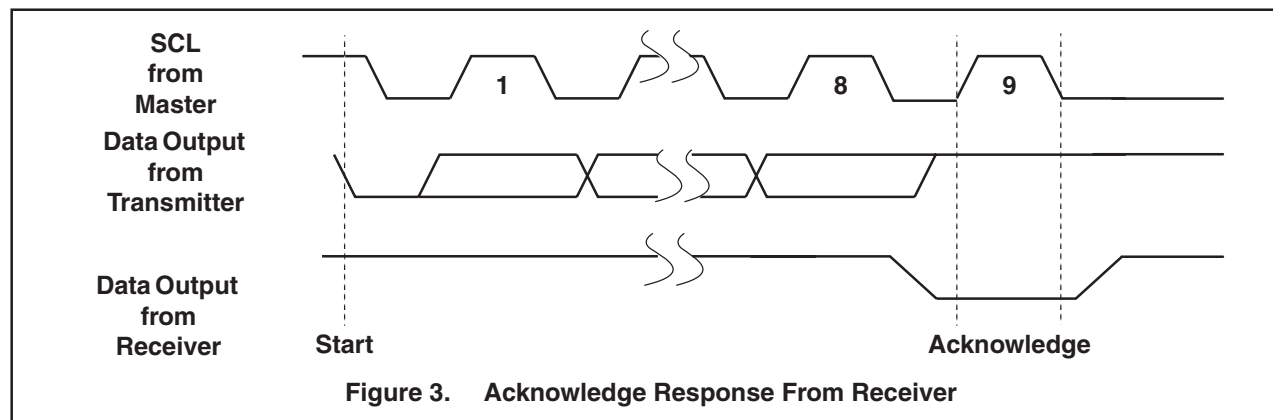 SCL
from
Master
1
8
9
Data Output
from
Transmitter
Data Output
from
Receiver
Start
Acknowledge
Figure 3. Acknowledge Response From Receiver